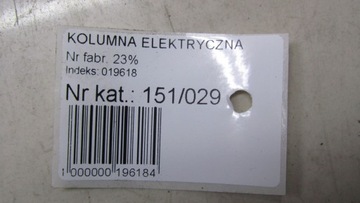 KOLUMNA ELEKTRYCZNA
Nr fabr. 23%
Indeks: 019618
Nr kat.: 151/029
1 000000 196184